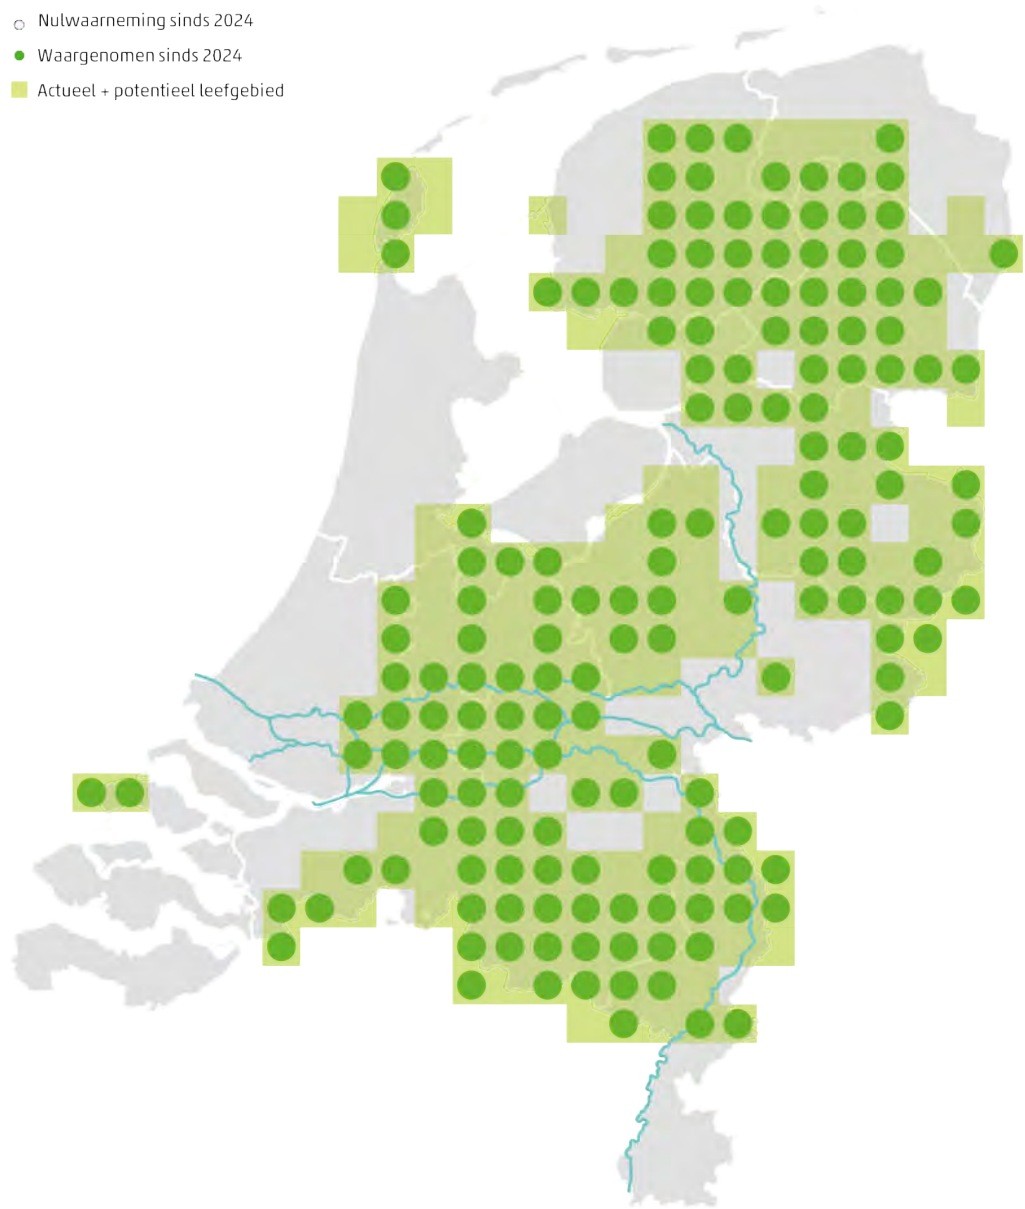 Nulwaarneming sinds 2024
Waargenomen sinds 2024
Actueel + potentieel leefgebied